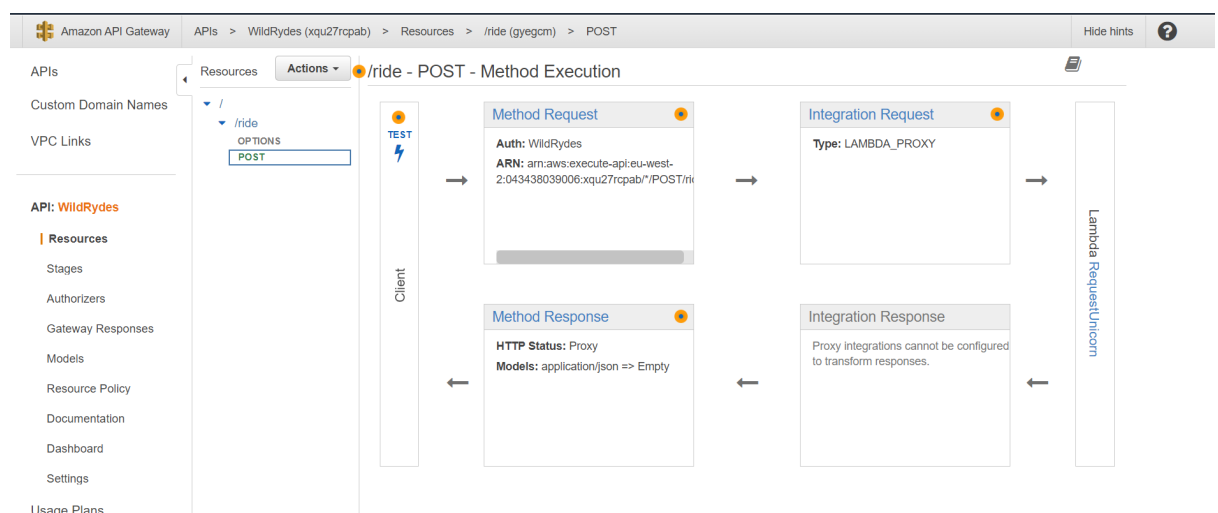 Amazon API Gateway APIs > WildRydes (xqu27rcpab) > Resources > /ride (gyegcm) > POST Hide hints ?
APIs
Custom Domain Names
VPC Links
API: WildRydes
Resources
Stages
Authorizers
Gateway Responses
Models
Resource Policy
Documentation
Dashboard
Settings
Usage Plans
Resources Actions
/
/ride
OPTIONS
POST
/ride - POST - Method Execution
TEST
Client
Method Request
Auth: WildRydes
ARN: arn:aws:execute-api:eu-west-
2:043438039006:xqu27rcpab/*/POST/ri
Integration Request
Type: LAMBDA_PROXY
Lambda RequestUnicorn
Method Response
HTTP Status: Proxy
Models: application/json => Empty
Integration Response
Proxy integrations cannot be configured
to transform responses.